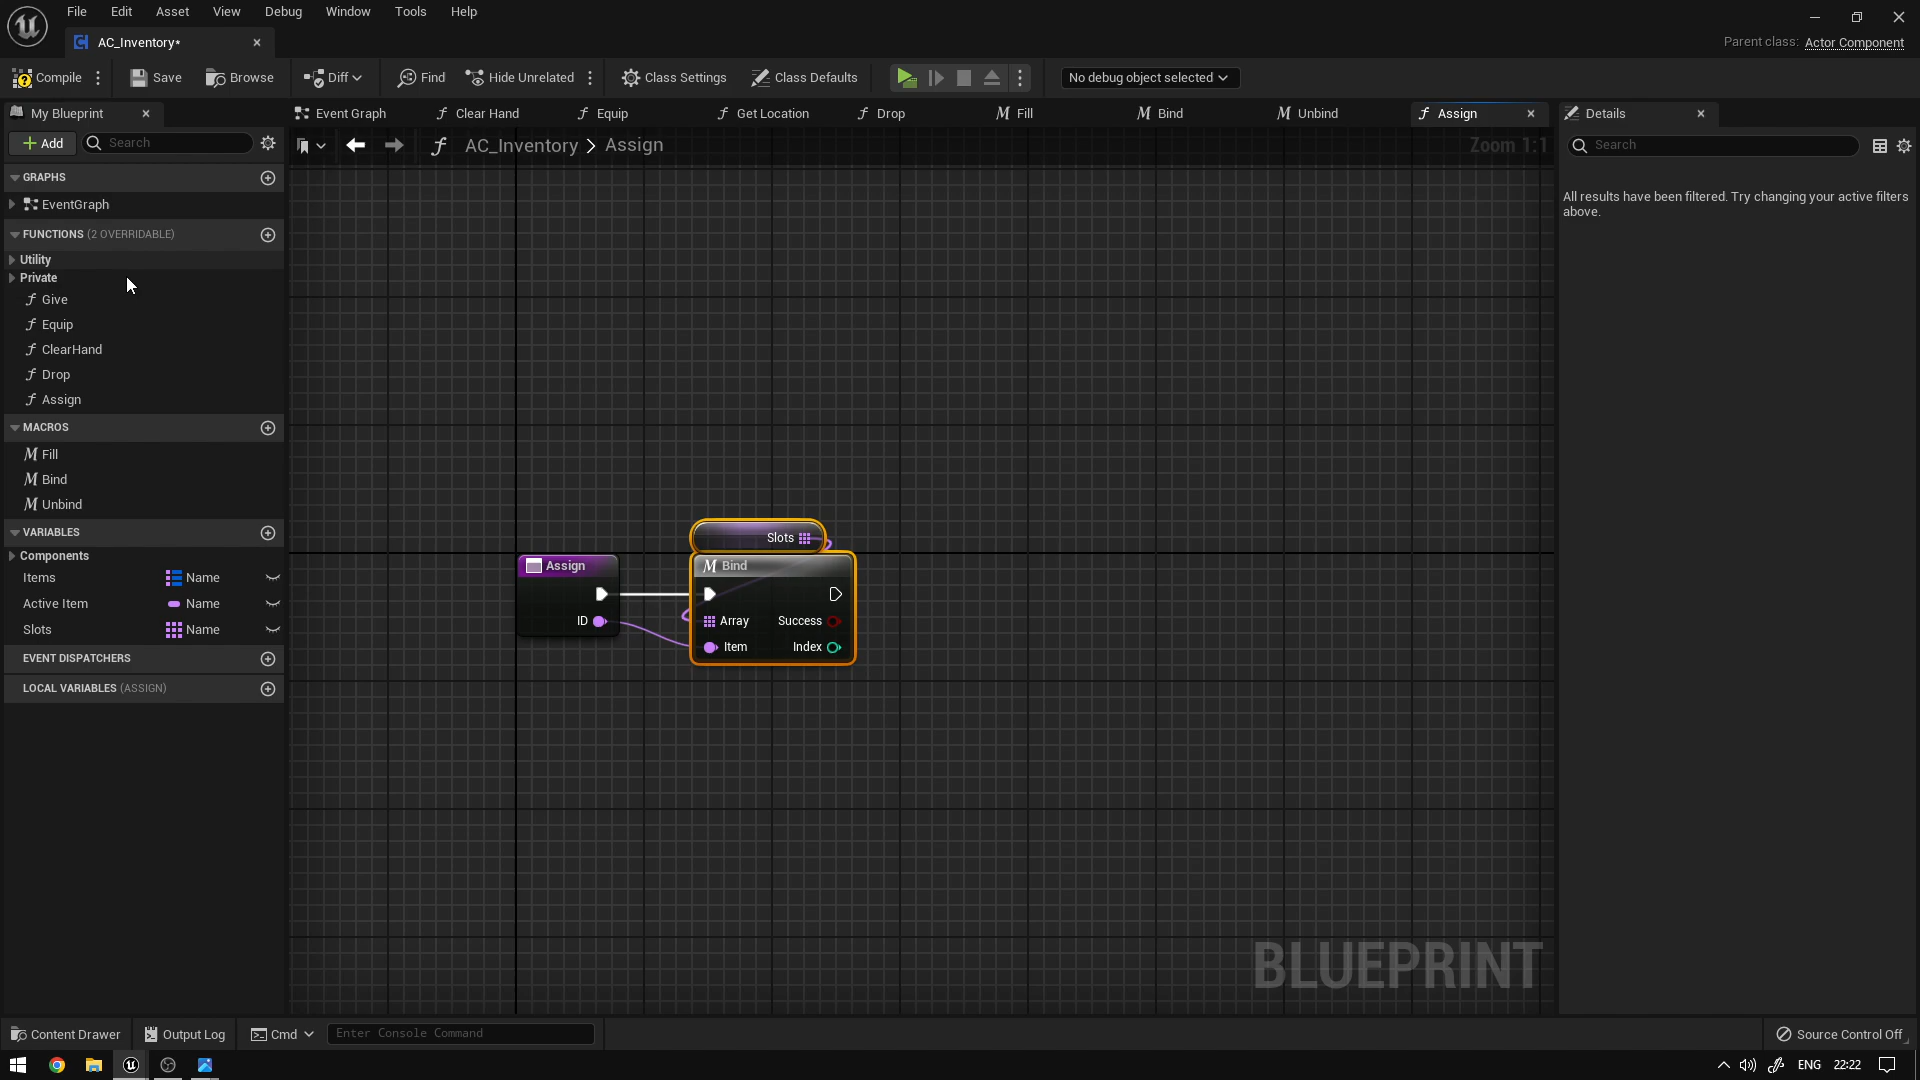 File Edit Asset View Debug Window Tools Help
AC_Inventory*
Parent class: Actor Component
Compile Save Browse Diff Find Hide Unrelated Class Settings Class Defaults No debug object selected
My Blueprint Event Graph Clear Hand Equip Get Location Drop Fill Bind Unbind Assign Details
Add Search AC_Inventory > Assign Zoom 1:1 Search
GRAPHS
EventGraph
All results have been filtered. Try changing your active filters
above.
FUNCTIONS (2 OVERRIDABLE)
Utility
Private
Give
Equip
ClearHand
Drop
Assign
MACROS
Fill
Bind
Unbind
VARIABLES
Components
Items Name
Active Item Name
Slots Name
EVENT DISPATCHERS
LOCAL VARIABLES (ASSIGN)
Slots
Assign Bind
ID Array Success
Item Index
BLUEPRINT
Content Drawer Output Log Cmd Enter Console Command Source Control Off
ENG 22:22